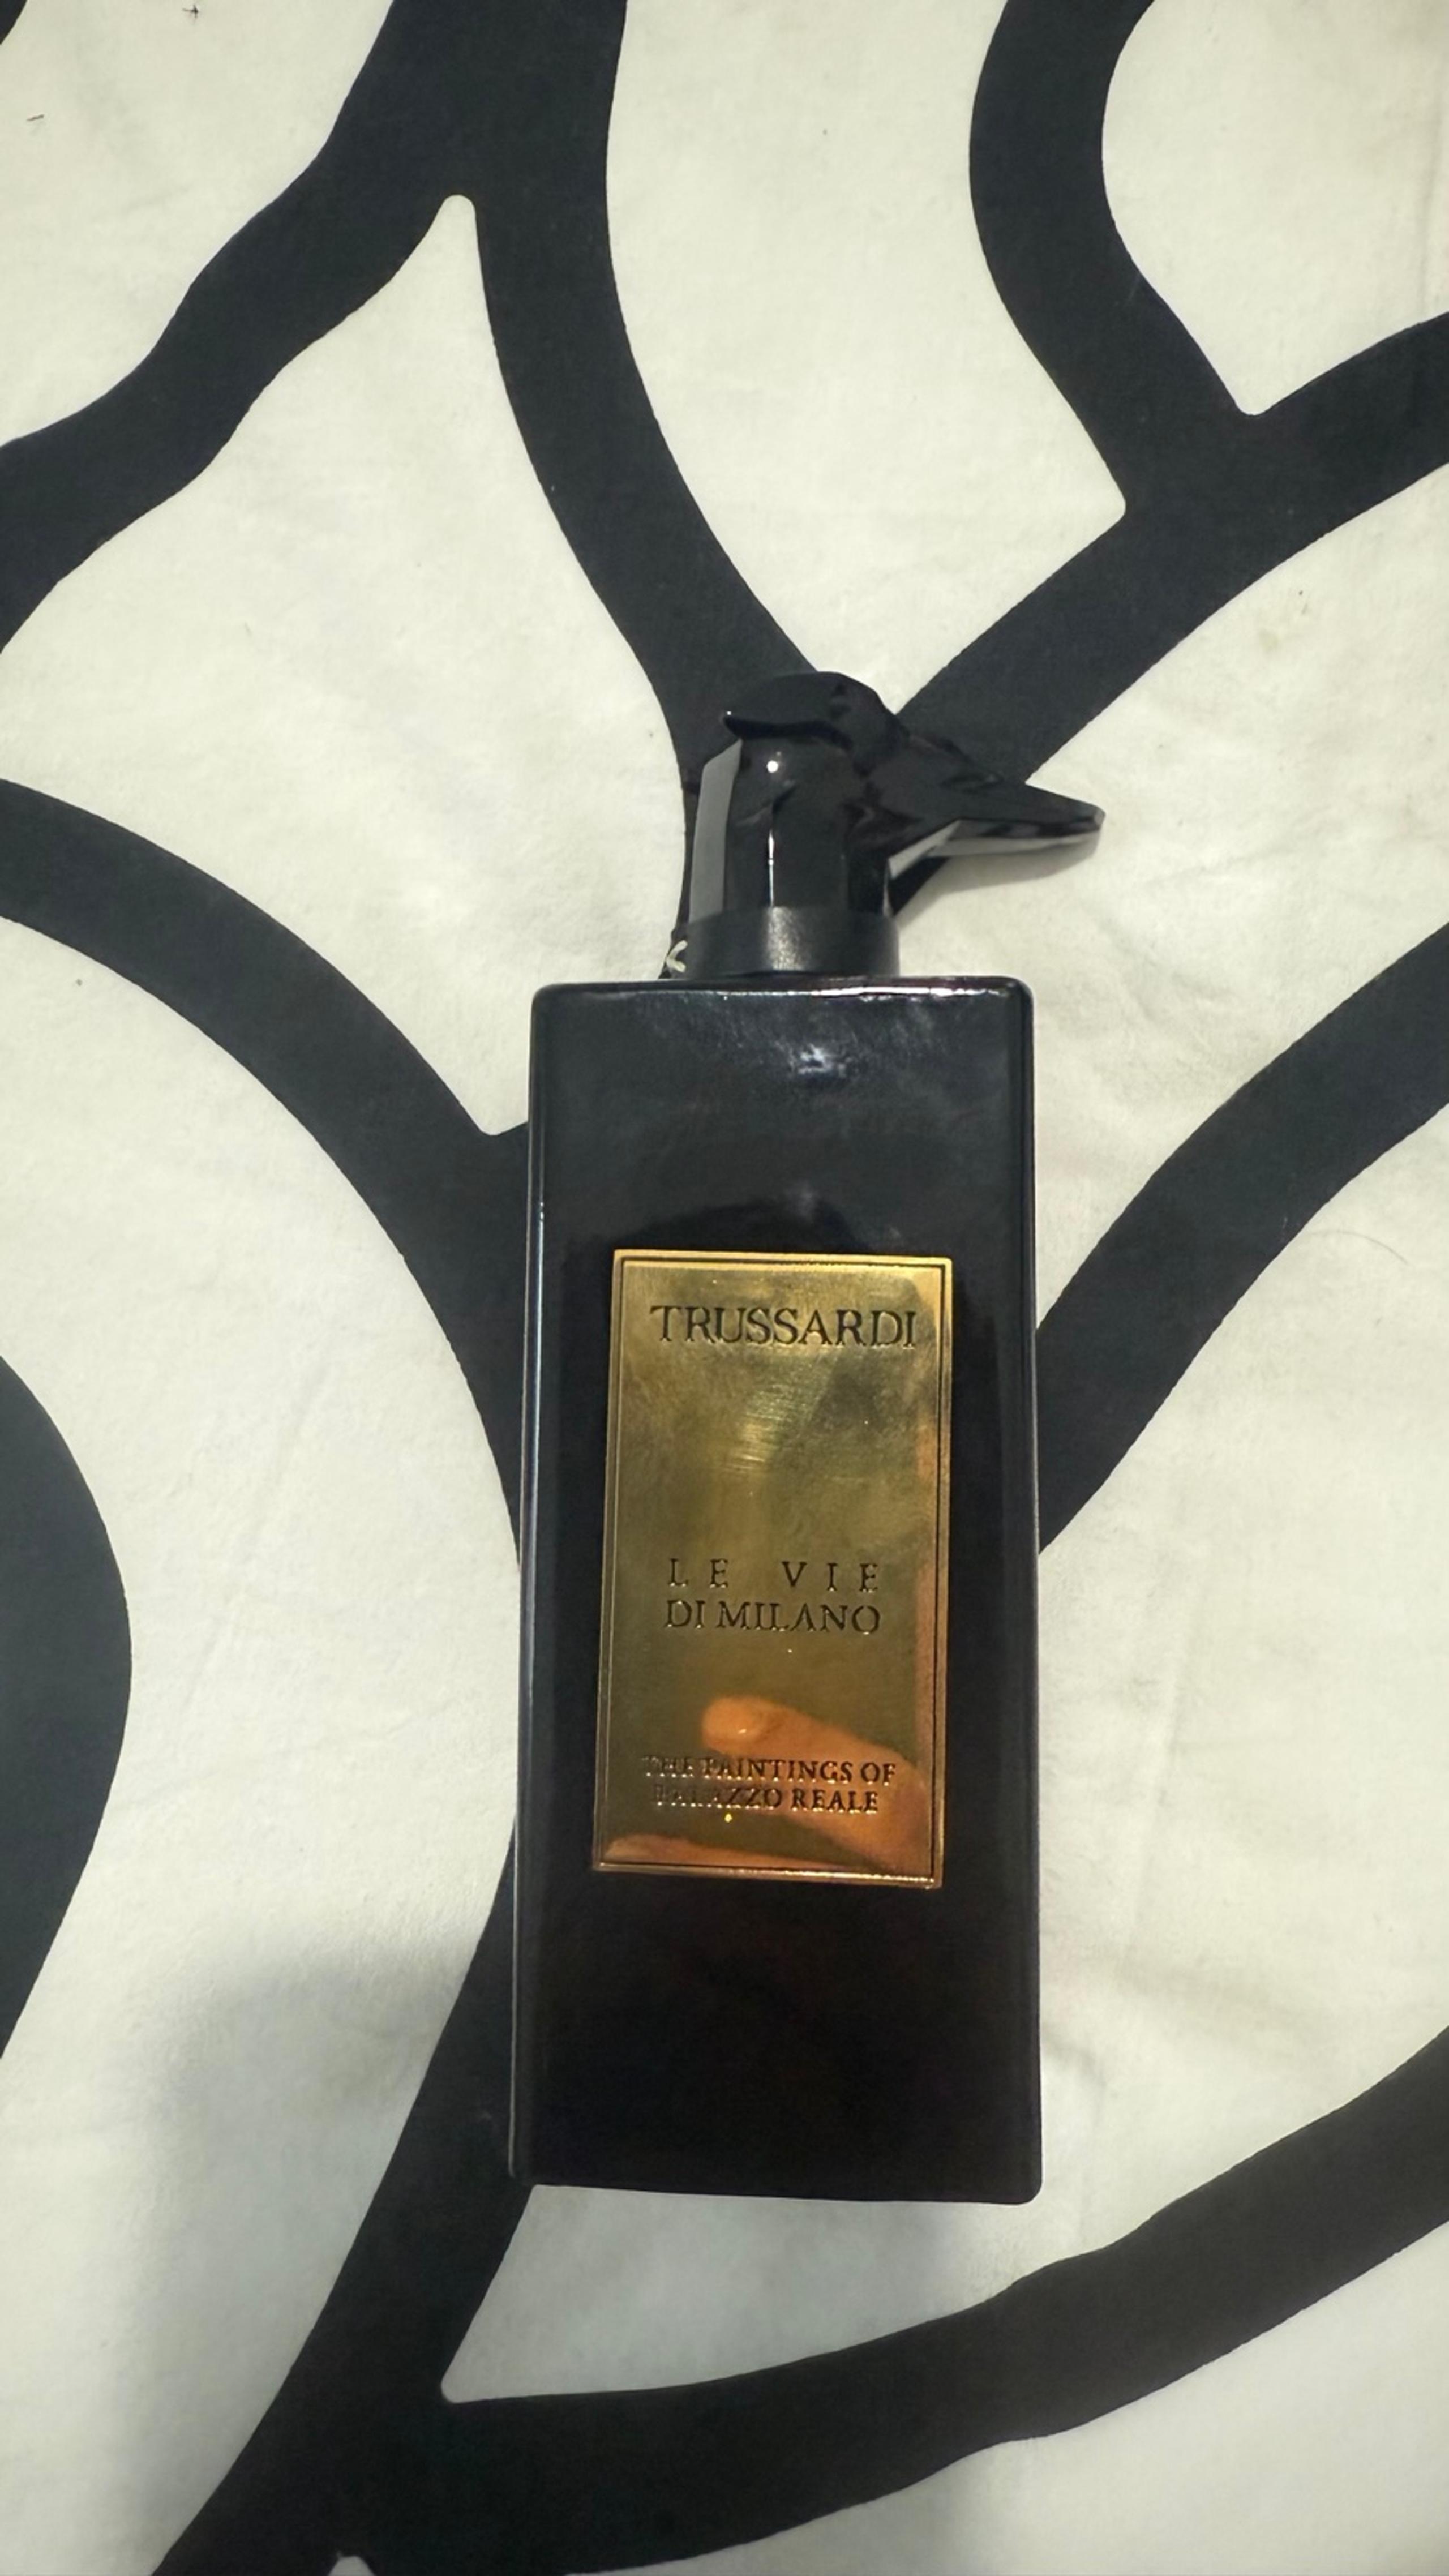 TRUSSARDI
LE VIE
DI MILANO
THE PAINTINGS OF
PALAZZO REALE